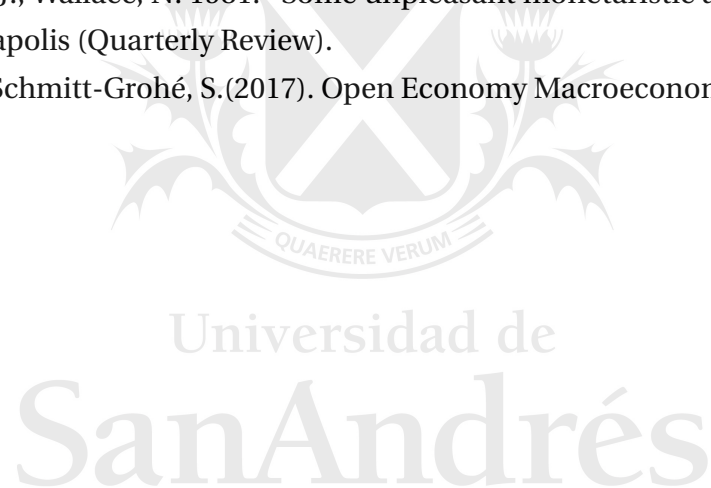 J., Wallace, N. 1981. "Some unpleasant monetaristic a
apolis (Quarterly Review).
Schmitt-Grohé, S.(2017). Open Economy Macroeconom
QUAERERE VERUM
Universidad de
SanAndrés